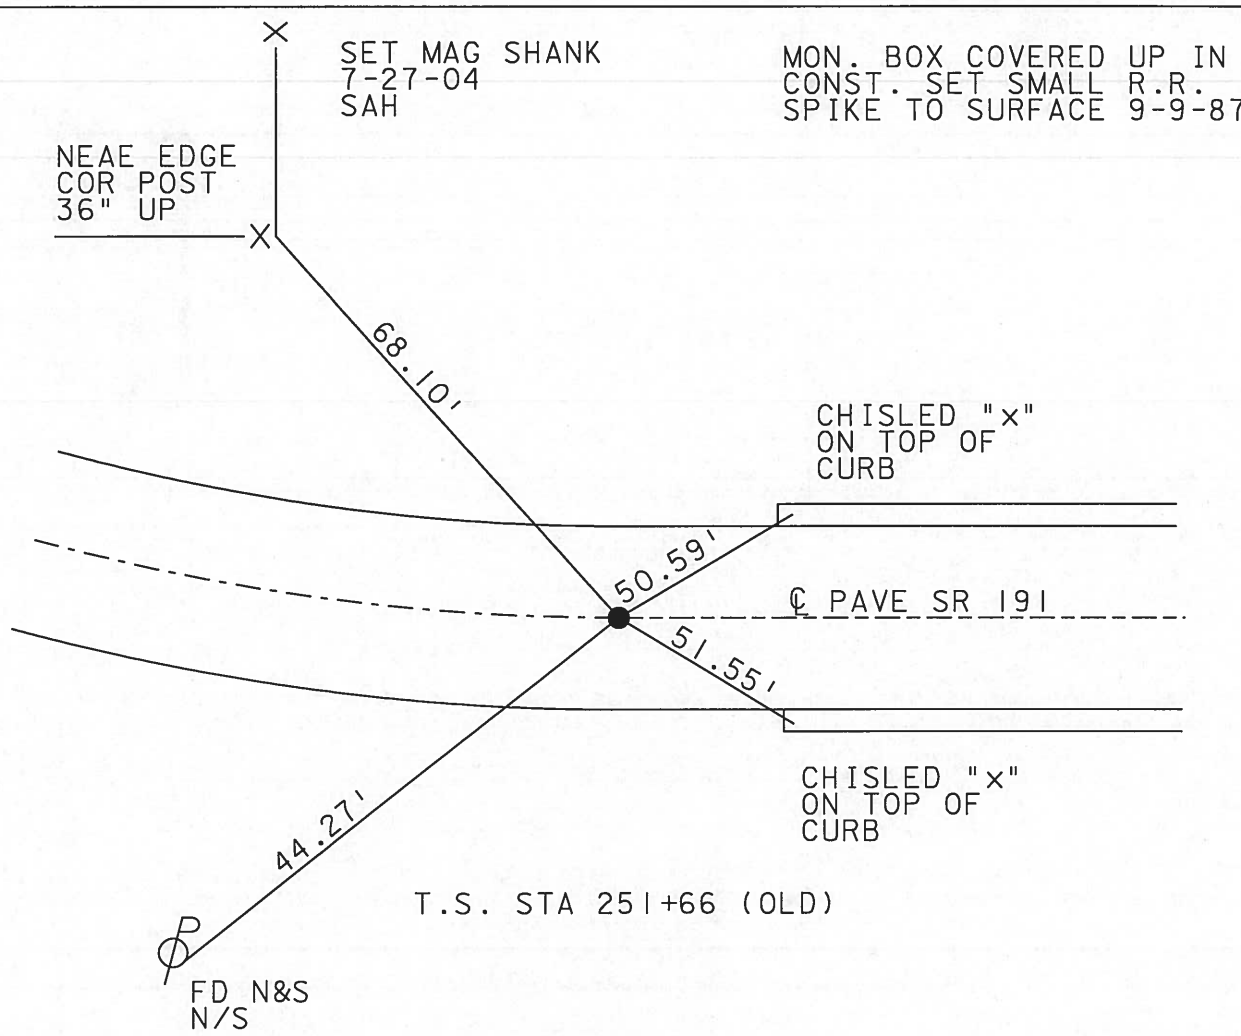 SET MAG SHANK
7-27-04
SAH
MON. BOX COVERED UP IN
CONST. SET SMALL R.R.
SPIKE TO SURFACE 9-9-87
NEAE EDGE
COR POST
36" UP
X
X
68.10'
CHISLED "x"
ON TOP OF
CURB
50.59'
℄ PAVE SR 191
51.55'
CHISLED "x"
ON TOP OF
CURB
44.27'
T.S. STA 251+66 (OLD)
P
FD N&S
N/S